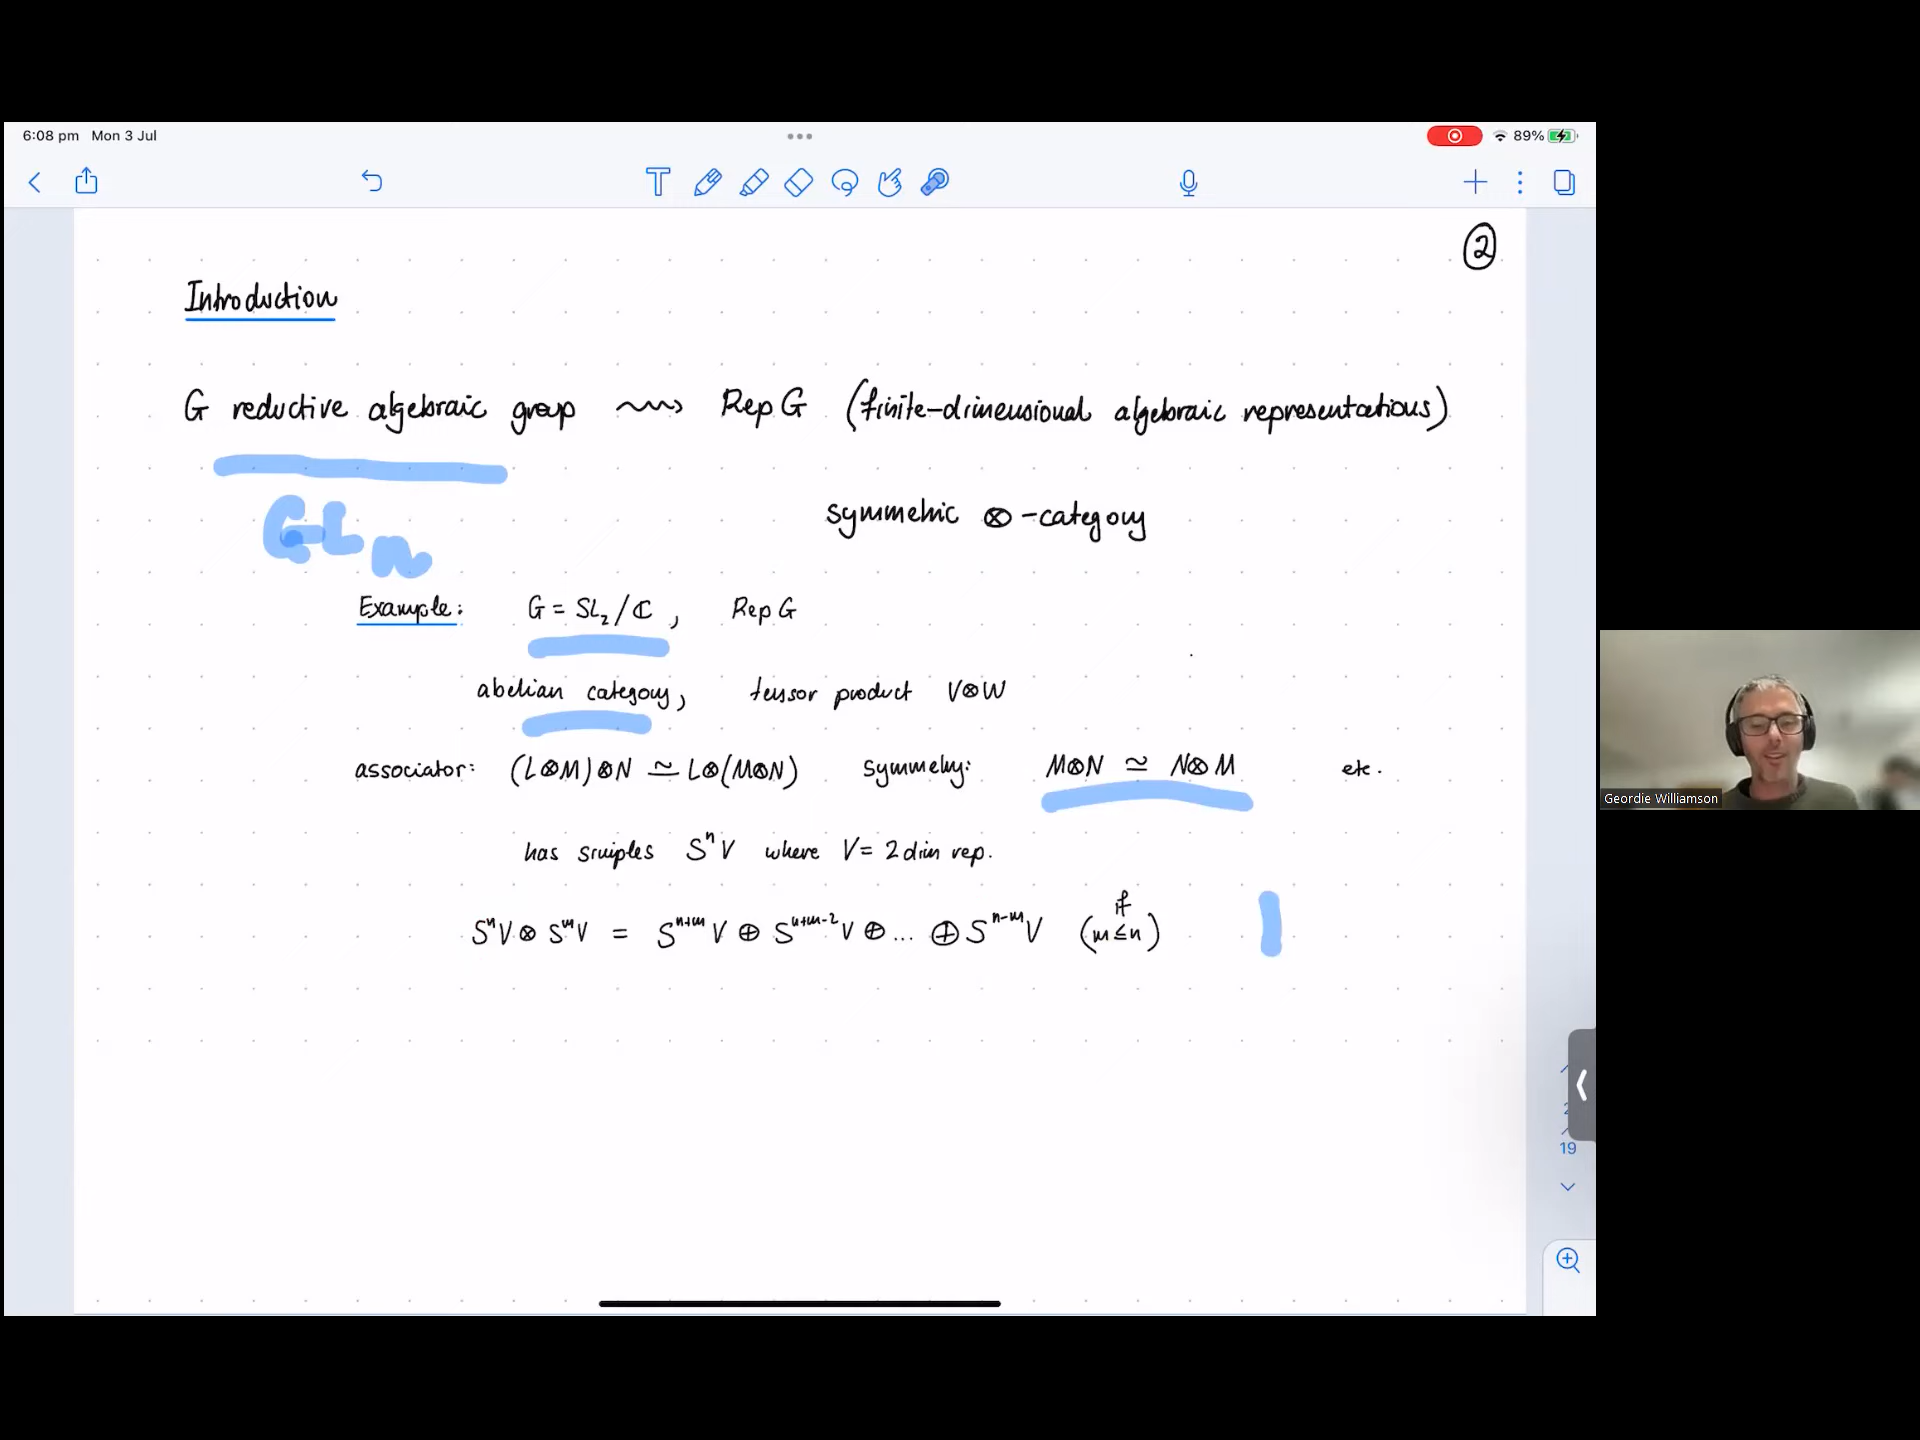 6:08 pm Mon 3 Jul
89%
2
Introduction
G reductive algebraic group ⇝ Rep G (finite-dimensional algebraic representations)
symmetric ⊗-category
GLn
Example: G = SL₂/ℂ, Rep G
abelian category, tensor product V⊗W
associator: (L⊗M)⊗N ≃ L⊗(M⊗N) symmetry: M⊗N ≃ N⊗M etc.
has simples SⁿV where V = 2 dim rep.
SⁿV ⊗ SᵐV = Sⁿ⁺ᵐV ⊕ Sⁿ⁺ᵐ⁻²V ⊕ ... ⊕ Sⁿ⁻ᵐV (if m ≤ n)
Geordie Williamson
19